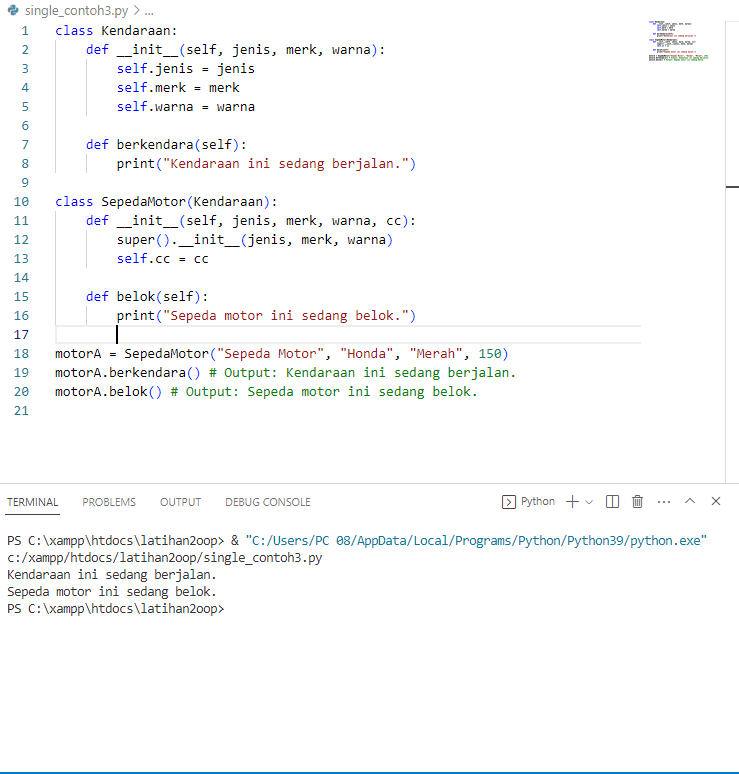 single_contoh3.py > ...
1 class Kendaraan:
2     def __init__(self, jenis, merk, warna):
3         self.jenis = jenis
4         self.merk = merk
5         self.warna = warna
6
7     def berkendara(self):
8         print("Kendaraan ini sedang berjalan.")
9
10 class SepedaMotor(Kendaraan):
11     def __init__(self, jenis, merk, warna, cc):
12         super().__init__(jenis, merk, warna)
13         self.cc = cc
14
15     def belok(self):
16         print("Sepeda motor ini sedang belok.")
17
18 motorA = SepedaMotor("Sepeda Motor", "Honda", "Merah", 150)
19 motorA.berkendara() # Output: Kendaraan ini sedang berjalan.
20 motorA.belok() # Output: Sepeda motor ini sedang belok.
21
TERMINAL PROBLEMS OUTPUT DEBUG CONSOLE Python
PS C:\xampp\htdocs\latihan2oop> & "C:/Users/PC 08/AppData/Local/Programs/Python/Python39/python.exe"
c:/xampp/htdocs/latihan2oop/single_contoh3.py
Kendaraan ini sedang berjalan.
Sepeda motor ini sedang belok.
PS C:\xampp\htdocs\latihan2oop>